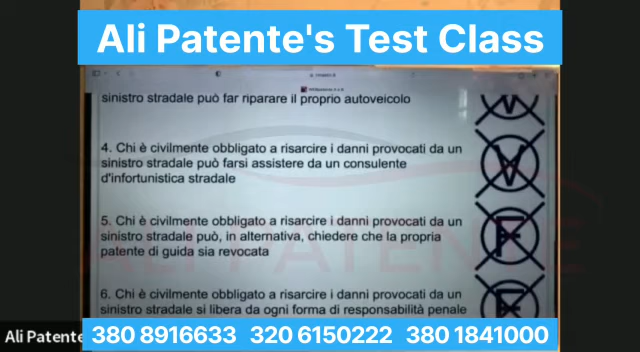 Ali Patente's Test Class
sinistro stradale può far riparare il proprio autoveicolo
V
4. Chi è civilmente obbligato a risarcire i danni provocati da un
sinistro stradale può farsi assistere da un consulente
d'infortunistica stradale
V
5. Chi è civilmente obbligato a risarcire i danni provocati da un
sinistro stradale può, in alternativa, chiedere che la propria
patente di guida sia revocata
F
ALI PATENTE
6. Chi è civilmente obbligato a risarcire i danni provocati da un
sinistro stradale si libera da ogni forma di responsabilità penale
F
Ali Patente
380 8916633 320 6150222 380 1841000